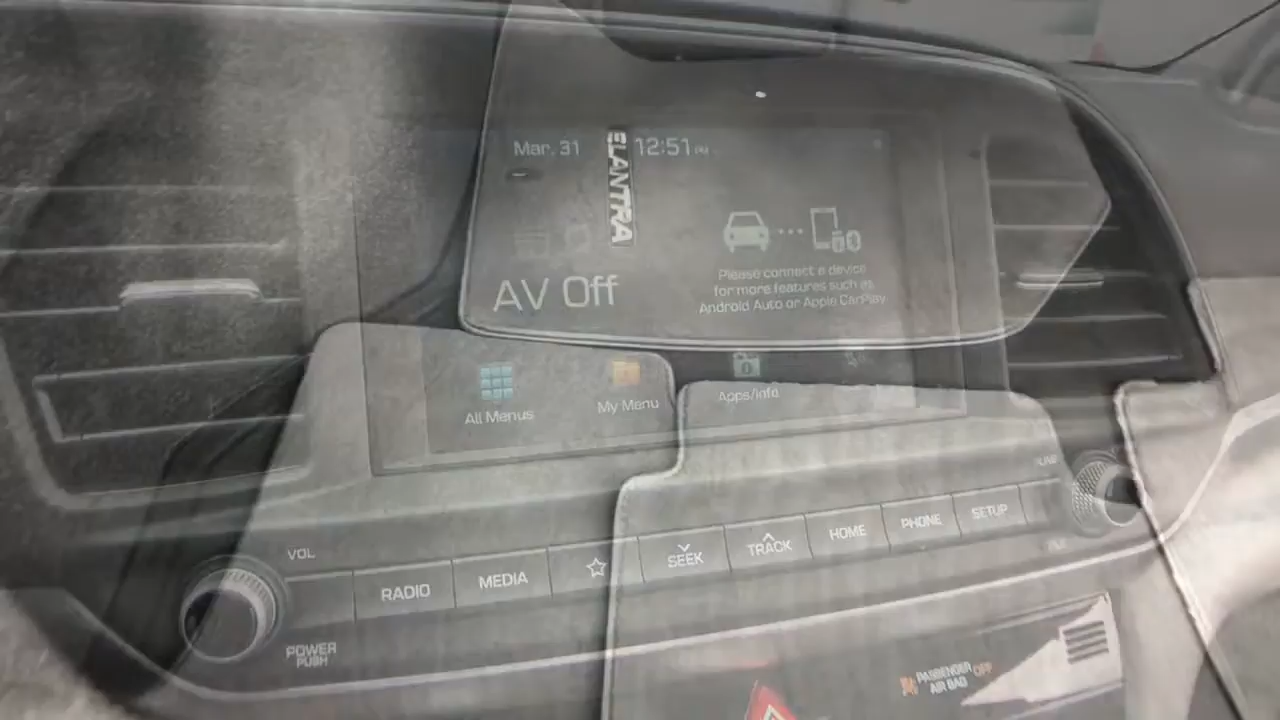 Mar. 31
12:51
ELANTRA
AV Off
Please connect a device
for more features such as
Android Auto or Apple CarPlay
All Menus
My Menu
Apps/Info
VOL
RADIO
MEDIA
SEEK
TRACK
HOME
PHONE
SETUP
POWER
PUSH
PASSENGER OFF
AIR BAG